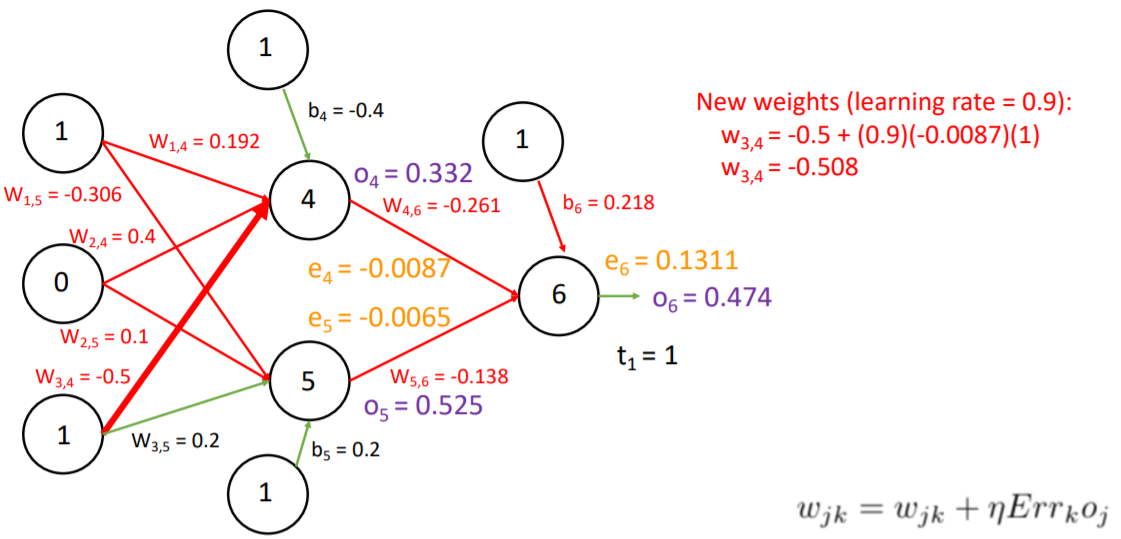 1
b₄ = -0.4
New weights (learning rate = 0.9):
w₃,₄ = -0.5 + (0.9)(-0.0087)(1)
w₃,₄ = -0.508
1
W₁,₄ = 0.192
1
W₁,₅ = -0.306
4
o₄ = 0.332
W₄,₆ = -0.261
b₆ = 0.218
W₂,₄ = 0.4
0
e₄ = -0.0087
e₅ = -0.0065
6
e₆ = 0.1311
o₆ = 0.474
t₁ = 1
W₂,₅ = 0.1
W₃,₄ = -0.5
5
W₅,₆ = -0.138
o₅ = 0.525
1
W₃,₅ = 0.2
b₅ = 0.2
1
wⱼₖ = wⱼₖ + ηErrₖoⱼ